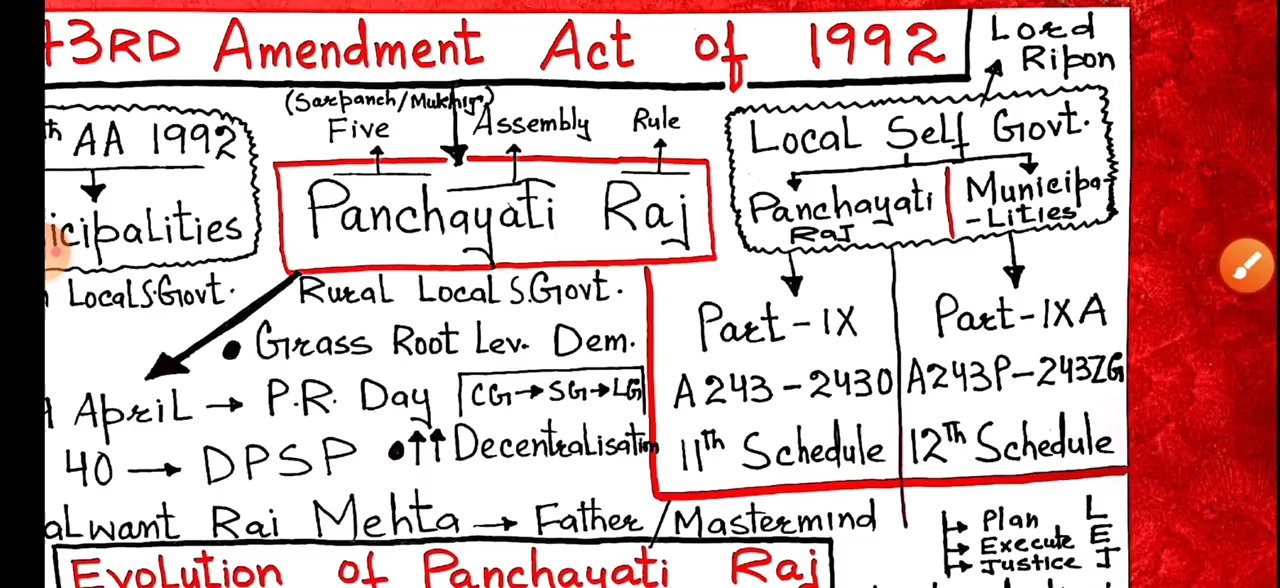 73RD Amendment Act of 1992
Lord
Ripon
(Sarpanch/Mukhiya)
Five
Assembly
Rule
th AA 1992
icipalities
Local S.Govt.
Panchayati Raj
Local Self Govt.
Panchayati
Raj
Municipa-
-Lities
Rural Local S.Govt.
• Grass Root Lev. Dem.
April → P.R. Day
CG→SG→LG
40 → DPSP
• ↑↑ Decentralisation
Part-IX
A 243 - 243O
11th Schedule
Part-IXA
A243P-243ZG
12th Schedule
alwant Rai Mehta → Father/Mastermind
Evolution of Panchayati Raj
Plan L
Execute E
Justice J